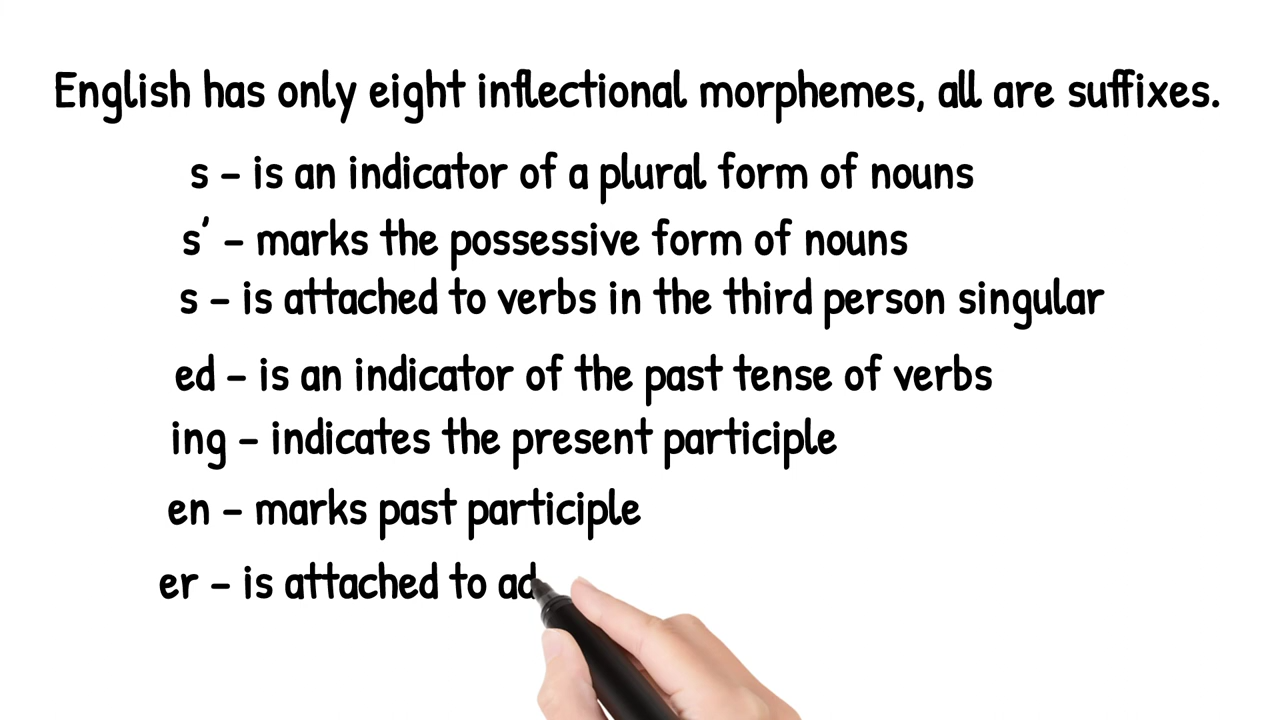 English has only eight inflectional morphemes, all are suffixes.
s – is an indicator of a plural form of nouns
s’ – marks the possessive form of nouns
s – is attached to verbs in the third person singular
ed – is an indicator of the past tense of verbs
ing – indicates the present participle
en – marks past participle
er – is attached to ad